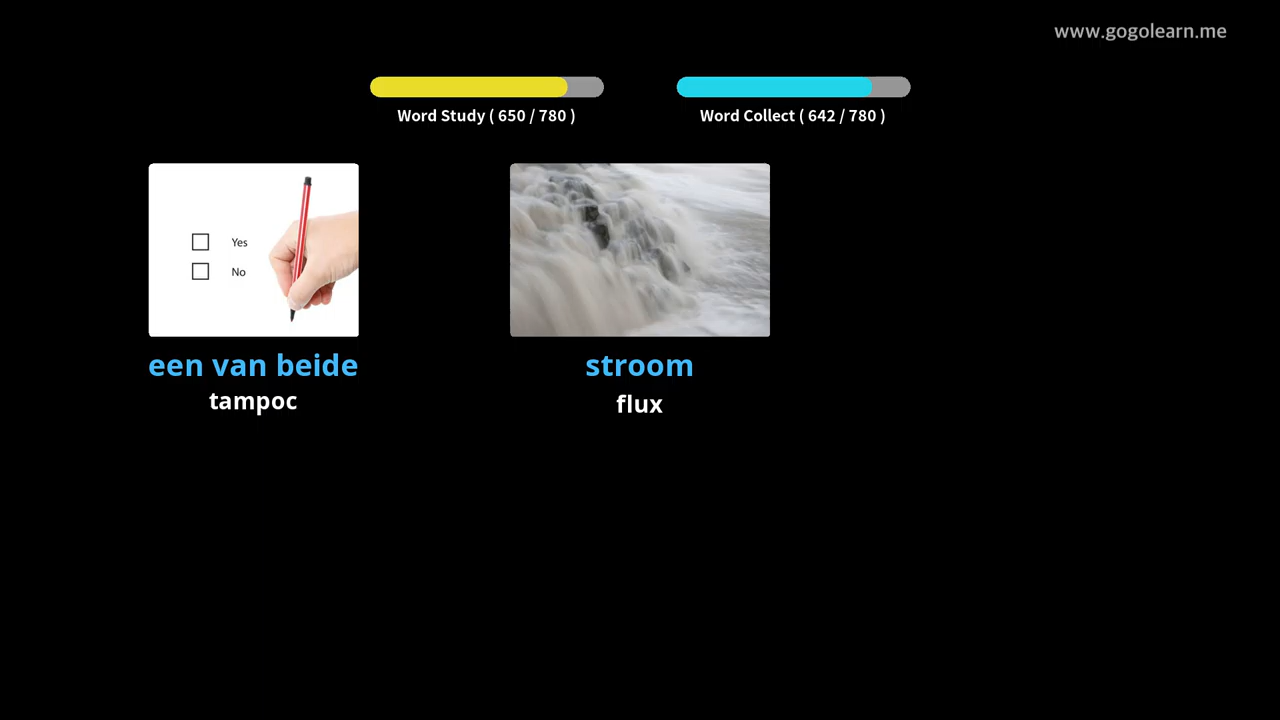 www.gogolearn.me
Word Study ( 650 / 780 )
Word Collect ( 642 / 780 )
Yes
No
een van beide
tampoc
stroom
flux